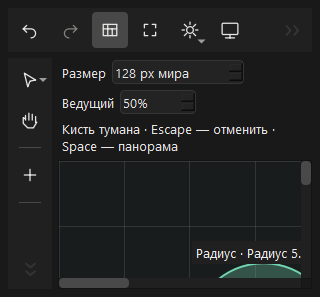 Размер 128 px мира
Ведущий 50%
Кисть тумана · Escape — отменить ·
Space — панорама
Радиус · Радиус 5.